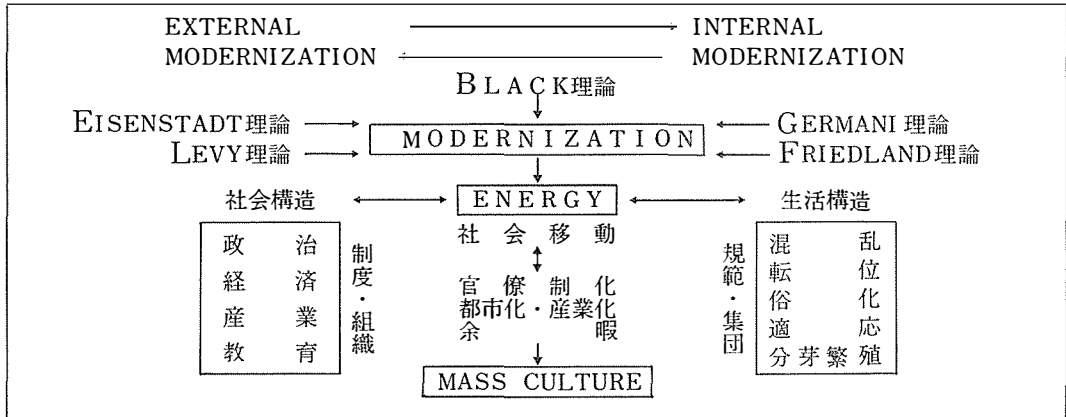 EXTERNAL INTERNAL
MODERNIZATION MODERNIZATION
BLACK理論
EISENSTADT理論 MODERNIZATION GERMANI理論
LEVY理論 FRIEDLAND理論
社会構造 ENERGY 生活構造
政治
経済
産業
教育
制度・組織
社会移動
官僚制化
都市化・産業化
余暇
規範・集団
混乱
転位
俗化
適応
分芽繁殖
MASS CULTURE